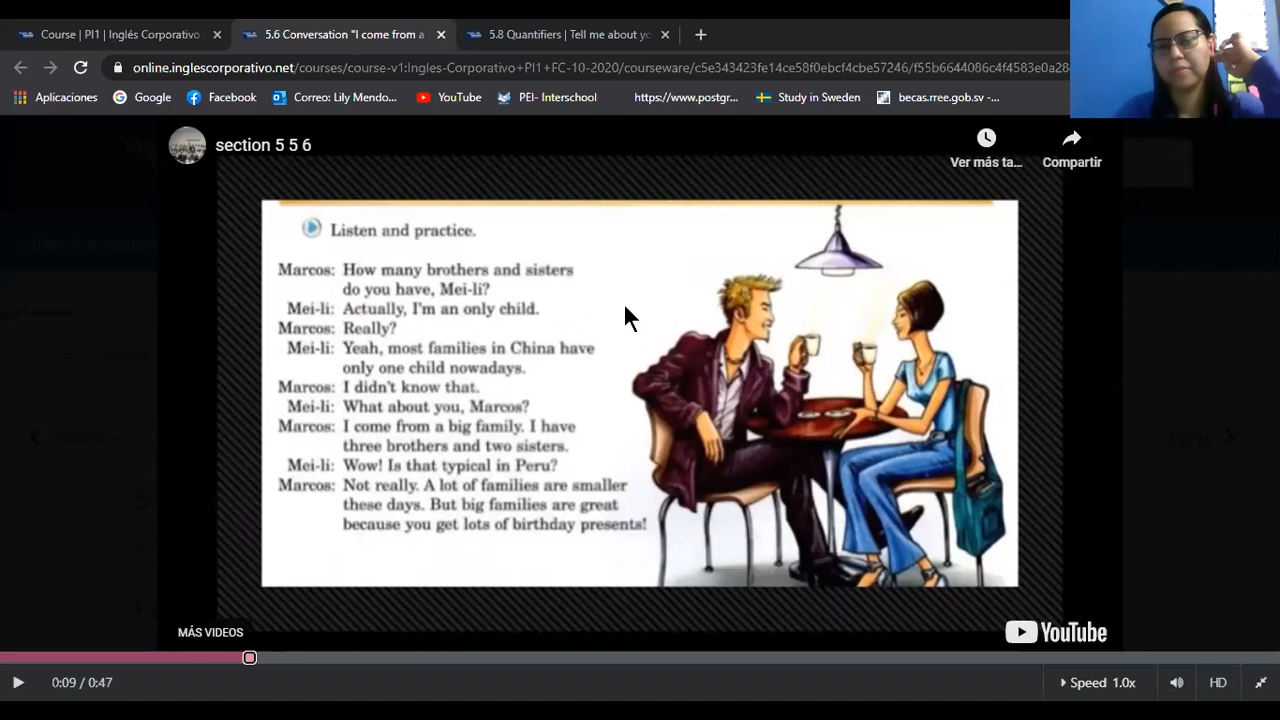 Course | PI1 | Inglés Corporativo
5.6 Conversation "I come from a
5.8 Quantifiers | Tell me about yo
online.inglescorporativo.net/courses/course-v1:Ingles-Corporativo+PI1+FC-10-2020/courseware/c5e343423fe14ce58f0ebcf4cbe57246/f55b6644086c4f4583e0a28
Aplicaciones
Google
Facebook
Correo: Lily Mendo...
YouTube
PEI- Interschool
https://www.postgr...
Study in Sweden
becas.rree.gob.sv -...
section 5 5 6
Ver más ta...
Compartir
Listen and practice.
Marcos: How many brothers and sisters
do you have, Mei-li?
Mei-li: Actually, I'm an only child.
Marcos: Really?
Mei-li: Yeah, most families in China have
only one child nowadays.
Marcos: I didn't know that.
Mei-li: What about you, Marcos?
Marcos: I come from a big family. I have
three brothers and two sisters.
Mei-li: Wow! Is that typical in Peru?
Marcos: Not really. A lot of families are smaller
these days. But big families are great
because you get lots of birthday presents!
MÁS VIDEOS
YouTube
0:09 / 0:47
Speed 1.0x
HD